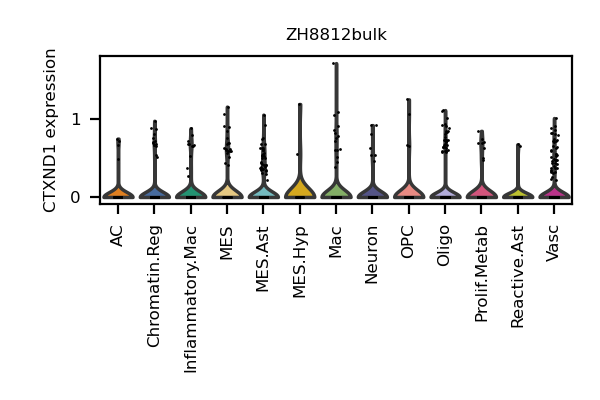 ZH8812bulk
CTXND1 expression
1
0
AC
Chromatin.Reg
Inflammatory.Mac
MES
MES.Ast
MES.Hyp
Mac
Neuron
OPC
Oligo
Prolif.Metab
Reactive.Ast
Vasc